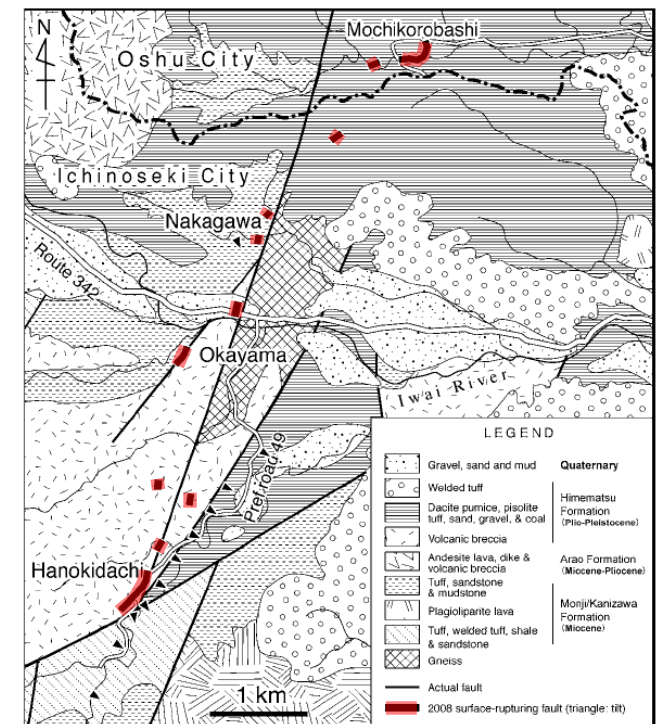 N
Mochikorobashi
Oshu City
Ichinoseki City
Nakagawa
Route 342
Okayama
Iwai River
Pref. road 49
Hanokidachi
1 km
LEGEND
Gravel, sand and mud
Quaternary
Welded tuff
Dacite pumice, pisolite
tuff, sand, gravel, & coal
Himematsu
Formation
(Plio-Pleistocene)
Volcanic breccia
Andesite lava, dike &
volcanic breccia
Arao Formation
(Miocene-Pliocene)
Tuff, sandstone
& mudstone
Plagioliparite lava
Monji/Kanizawa
Formation
(Miocene)
Tuff, welded tuff, shale
& sandstone
Gneiss
Actual fault
2008 surface-rupturing fault (triangle: tilt)